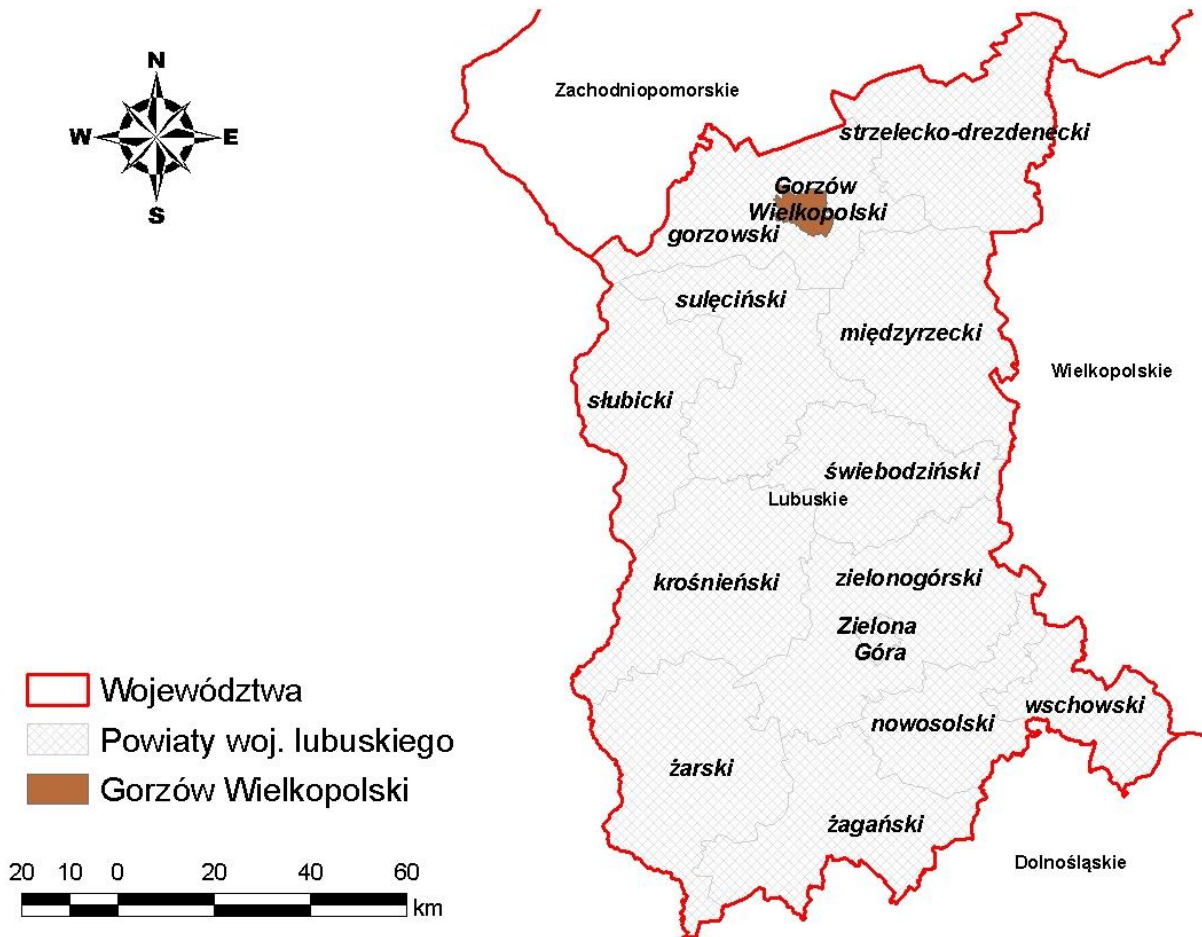 N
W
E
S
Zachodniopomorskie
strzelecko-drezdenecki
Gorzów
Wielkopolski
gorzowski
sulęciński
międzyrzecki
Wielkopolskie
słubicki
świebodziński
Lubuskie
krośnieński
zielonogórski
Zielona
Góra
wschowski
nowosolski
żarski
żagański
Dolnośląskie
Województwa
Powiaty woj. lubuskiego
Gorzów Wielkopolski
20 10 0 20 40 60
km